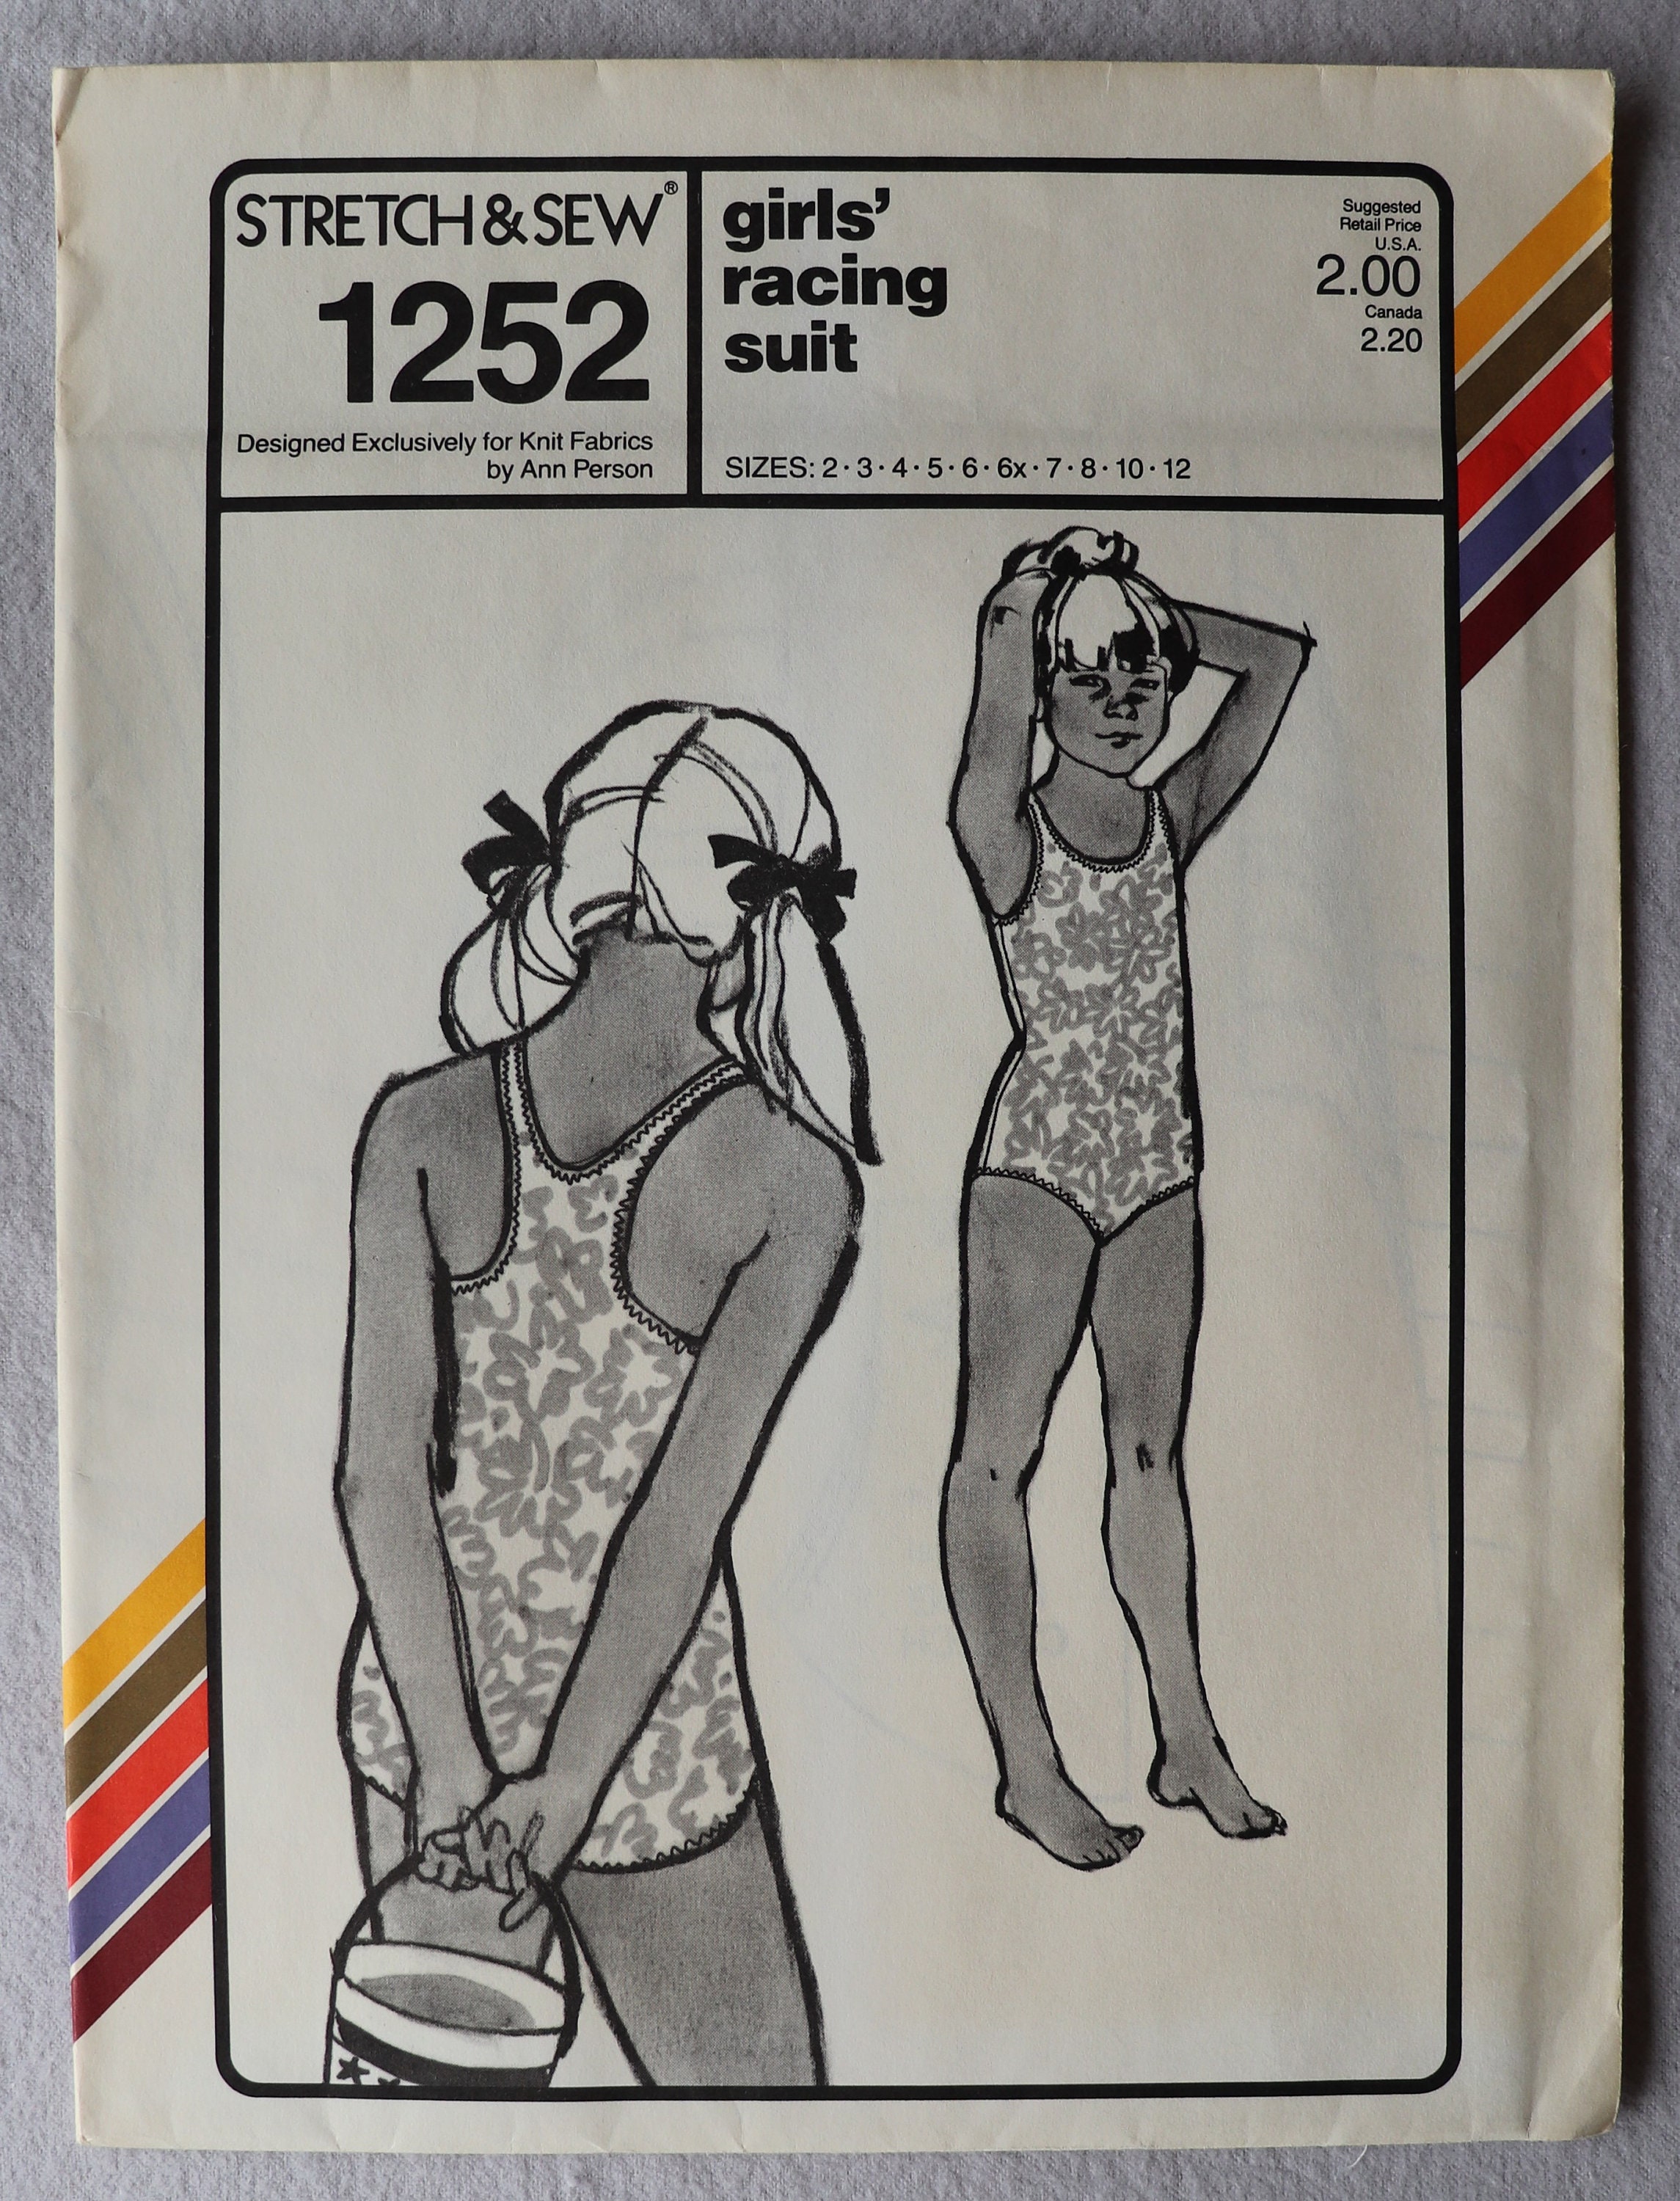 STRETCH&SEW®
1252
Designed Exclusively for Knit Fabrics
by Ann Person
girls'
racing
suit
SIZES: 2 · 3 · 4 · 5 · 6 · 6x · 7 · 8 · 10 · 12
Suggested
Retail Price
U.S.A.
2.00
Canada
2.20